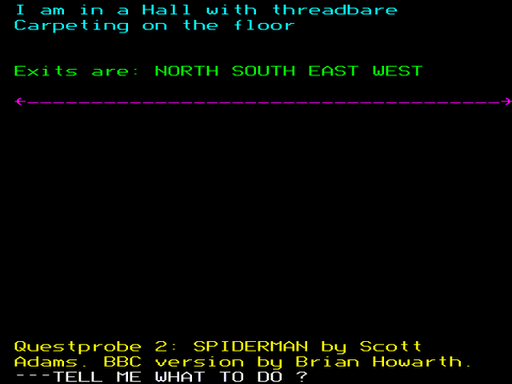 I am in a Hall with threadbare
Carpeting on the floor
Exits are: NORTH SOUTH EAST WEST
Questprobe 2: SPIDERMAN by Scott
Adams. BBC version by Brian Howarth.
---TELL ME WHAT TO DO ?